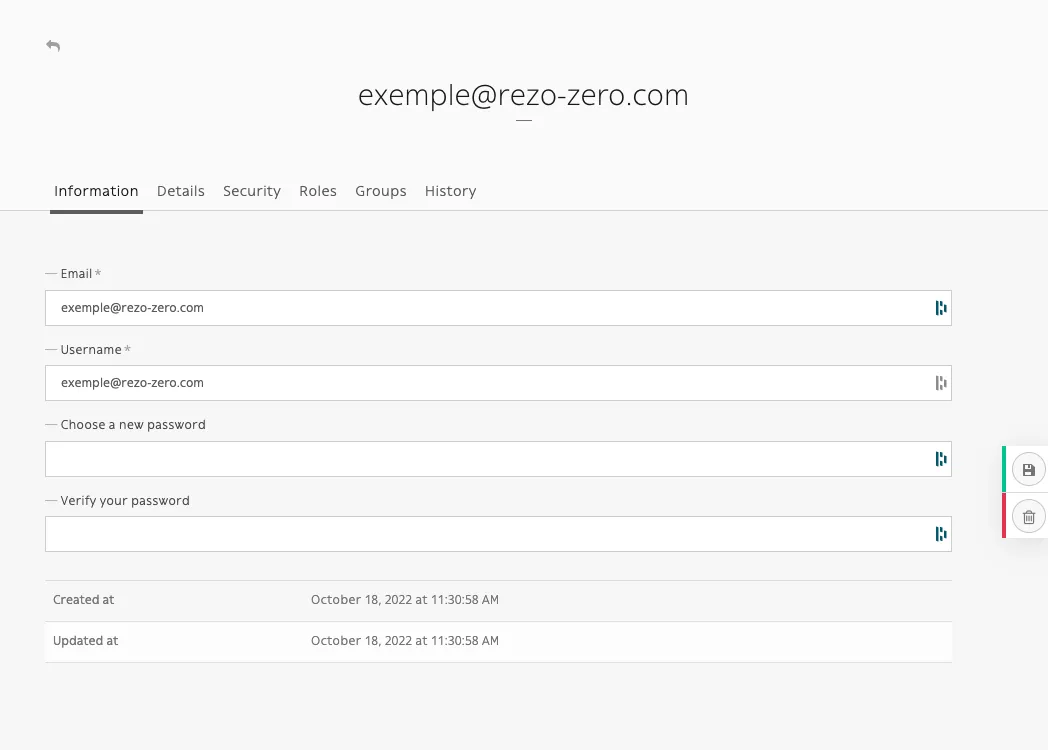 exemple@rezo-zero.com
Information Details Security Roles Groups History
— Email *
exemple@rezo-zero.com
— Username *
exemple@rezo-zero.com
— Choose a new password
— Verify your password
Created at October 18, 2022 at 11:30:58 AM
Updated at October 18, 2022 at 11:30:58 AM